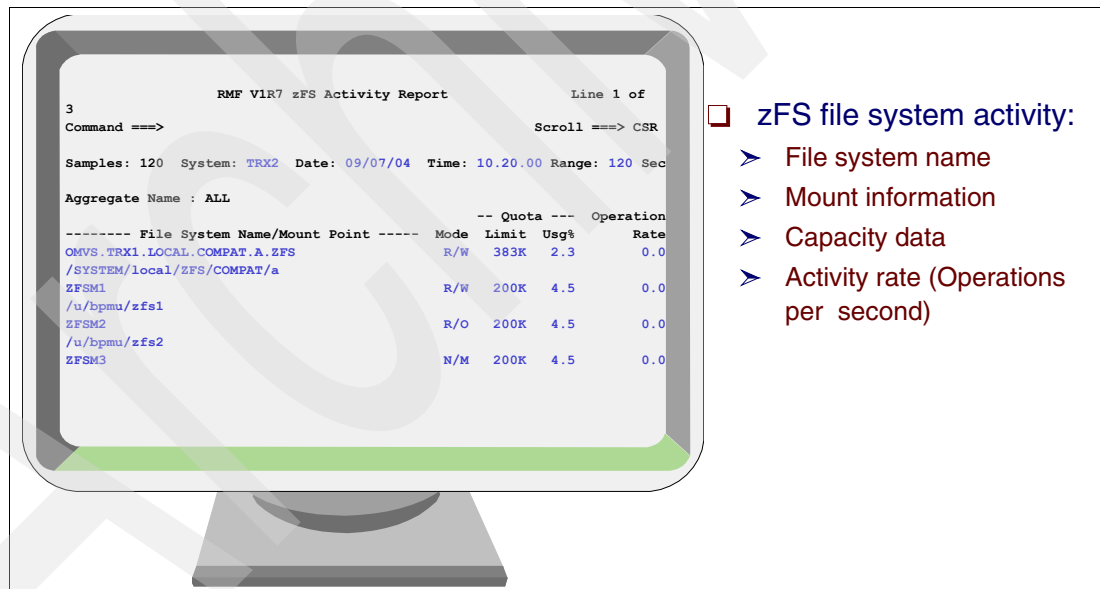 RMF V1R7 zFS Activity Report Line 1 of
3
Command ===> Scroll ===> CSR
Samples: 120 System: TRX2 Date: 09/07/04 Time: 10.20.00 Range: 120 Sec
Aggregate Name : ALL
-- Quota --- Operation
-------- File System Name/Mount Point ----- Mode Limit Usg% Rate
OMVS.TRX1.LOCAL.COMPAT.A.ZFS R/W 383K 2.3 0.0
/SYSTEM/local/ZFS/COMPAT/a
ZFSM1 R/W 200K 4.5 0.0
/u/bpmu/zfs1
ZFSM2 R/O 200K 4.5 0.0
/u/bpmu/zfs2
ZFSM3 N/M 200K 4.5 0.0
zFS file system activity:
File system name
Mount information
Capacity data
Activity rate (Operations
per second)